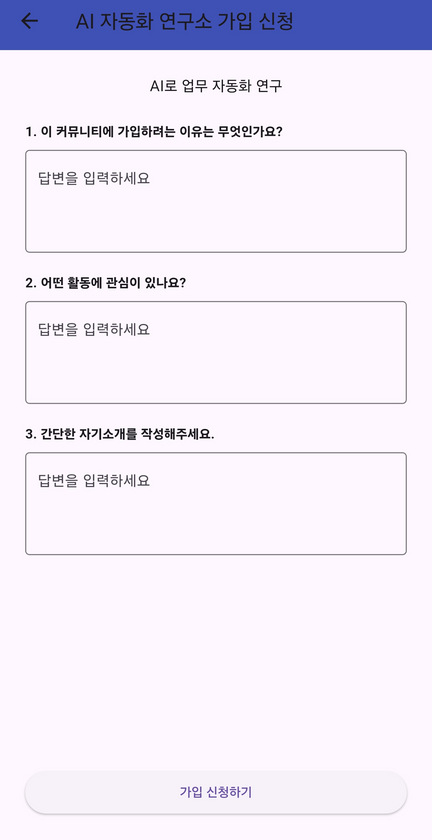 AI 자동화 연구소 가입 신청
AI로 업무 자동화 연구
1. 이 커뮤니티에 가입하려는 이유는 무엇인가요?
답변을 입력하세요
2. 어떤 활동에 관심이 있나요?
답변을 입력하세요
3. 간단한 자기소개를 작성해주세요.
답변을 입력하세요
가입 신청하기